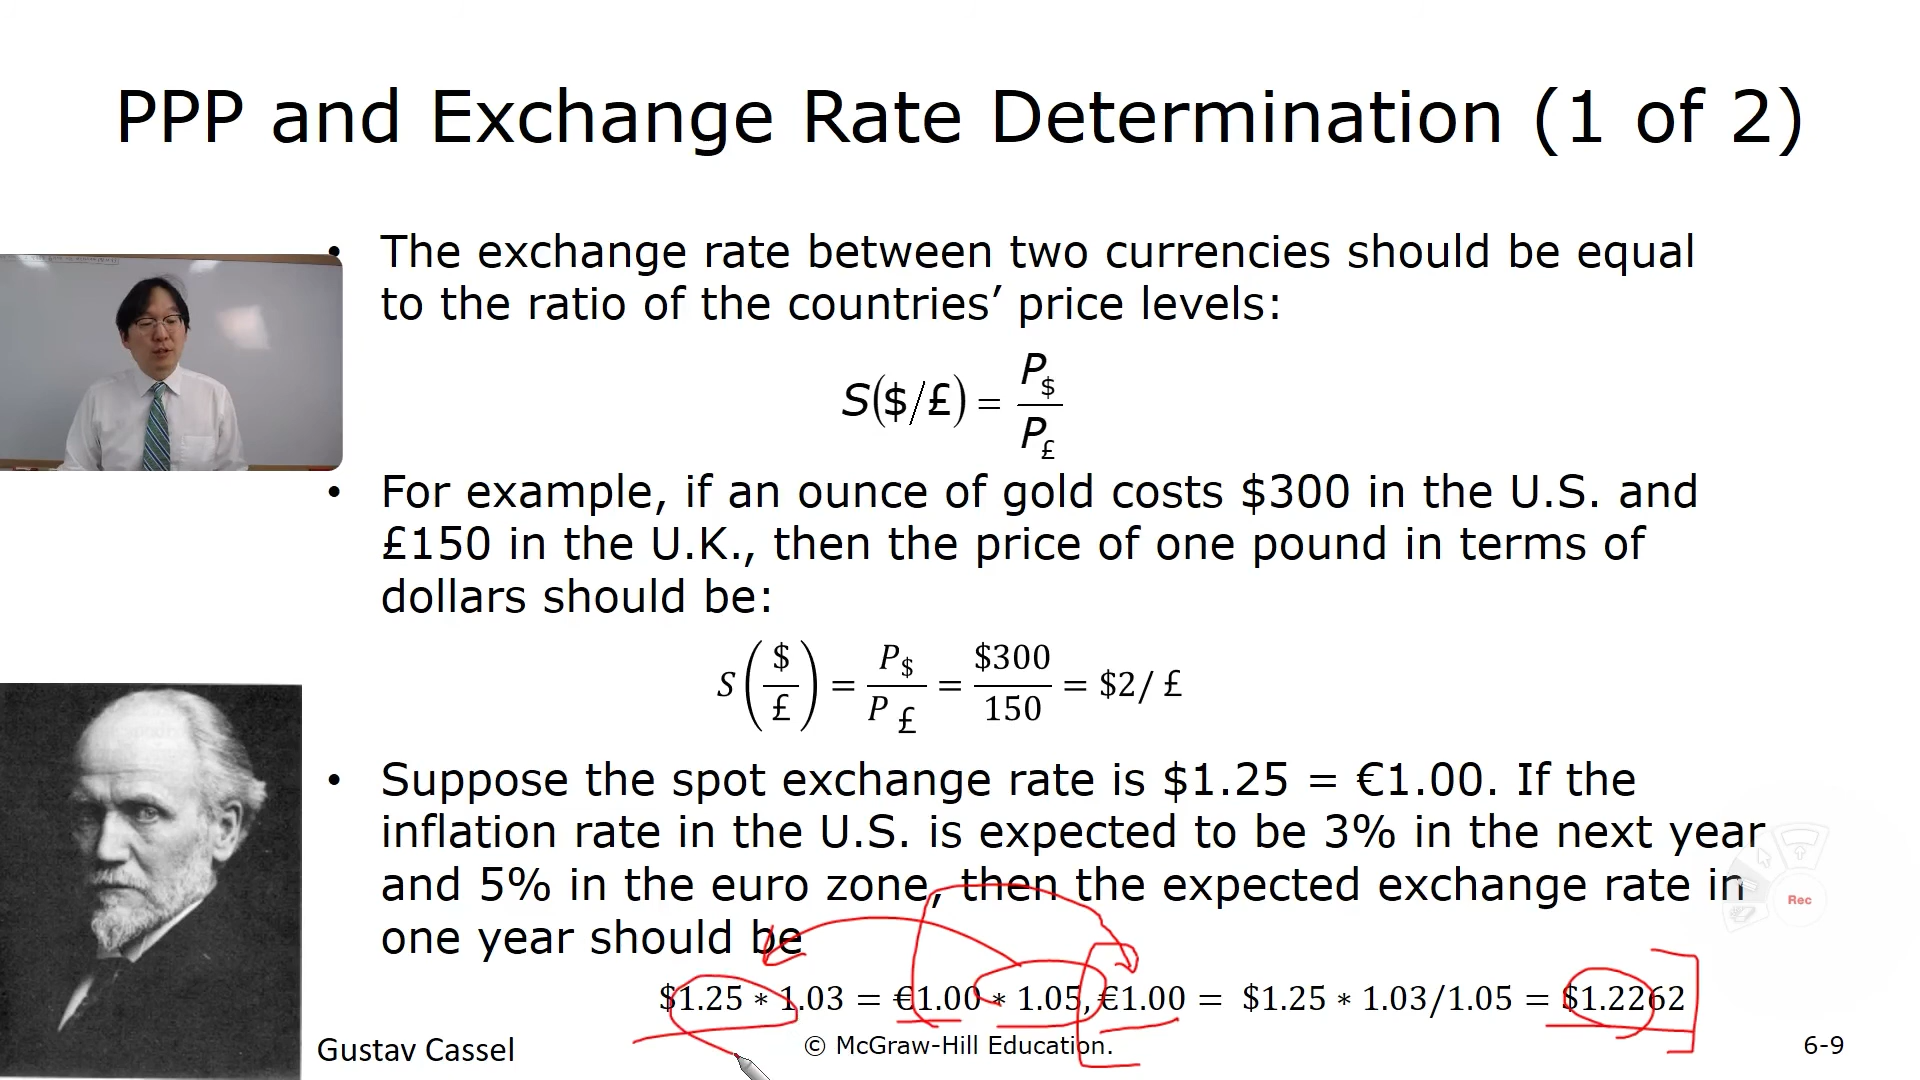 PPP and Exchange Rate Determination (1 of 2)
• The exchange rate between two currencies should be equal
to the ratio of the countries’ price levels:
S($/£) = P$ / P£
• For example, if an ounce of gold costs $300 in the U.S. and
£150 in the U.K., then the price of one pound in terms of
dollars should be:
S($/£) = P$ / P£ = $300 / 150 = $2/ £
• Suppose the spot exchange rate is $1.25 = €1.00. If the
inflation rate in the U.S. is expected to be 3% in the next year
and 5% in the euro zone, then the expected exchange rate in
one year should be
$1.25 * 1.03 = €1.00 * 1.05, €1.00 = $1.25 * 1.03/1.05 = $1.2262
Gustav Cassel
© McGraw-Hill Education.
6-9
Rec